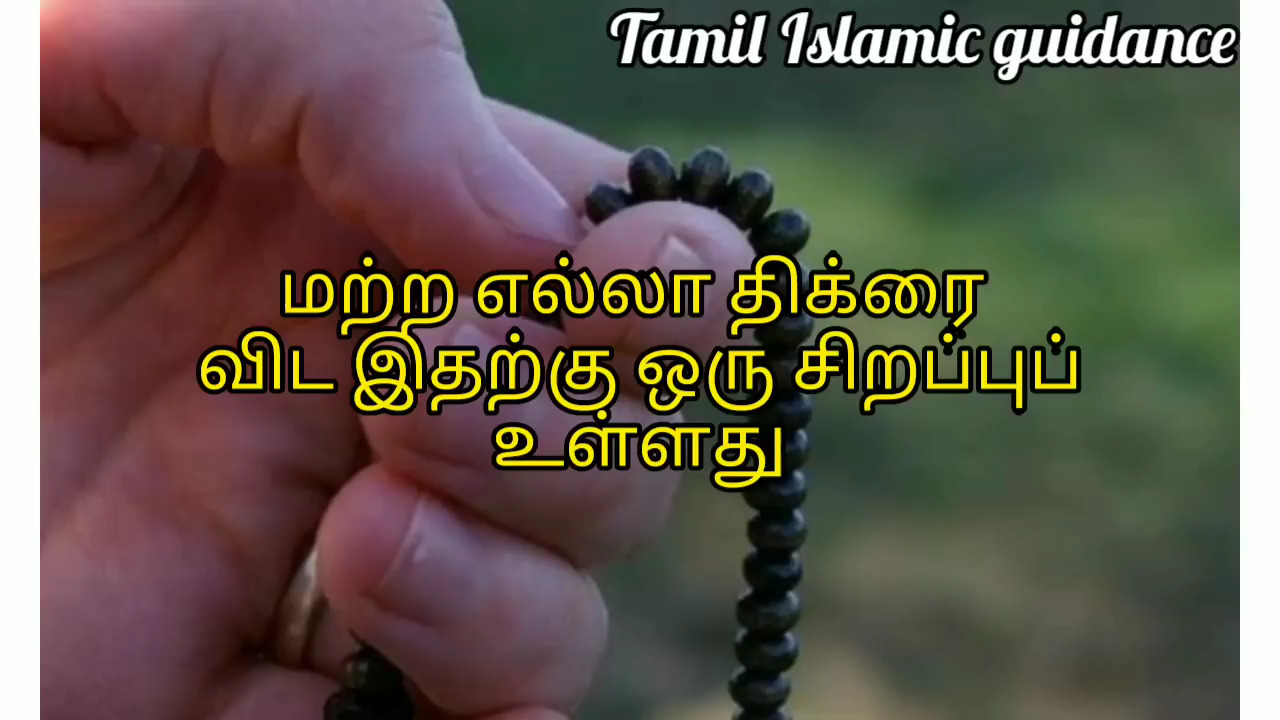 Tamil Islamic guidance
மற்ற எல்லா திக்ரை
விட இதற்கு ஒரு சிறப்புப்
உள்ளது